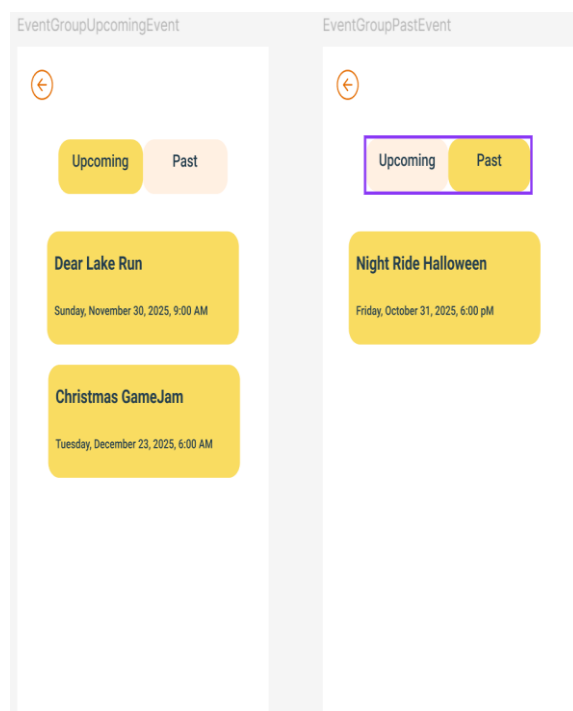 EventGroupUpcomingEvent
Upcoming Past
Dear Lake Run
Sunday, November 30, 2025, 9:00 AM
Christmas GameJam
Tuesday, December 23, 2025, 6:00 AM
EventGroupPastEvent
Upcoming Past
Night Ride Halloween
Friday, October 31, 2025, 6:00 pM